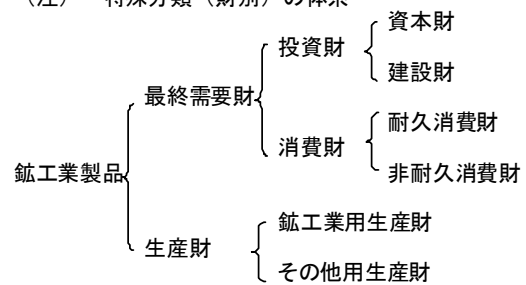 （注）　特殊分類（財別）の体系
資本財
投資財
建設財
最終需要財
耐久消費財
消費財
非耐久消費財
鉱工業製品
鉱工業用生産財
生産財
その他用生産財